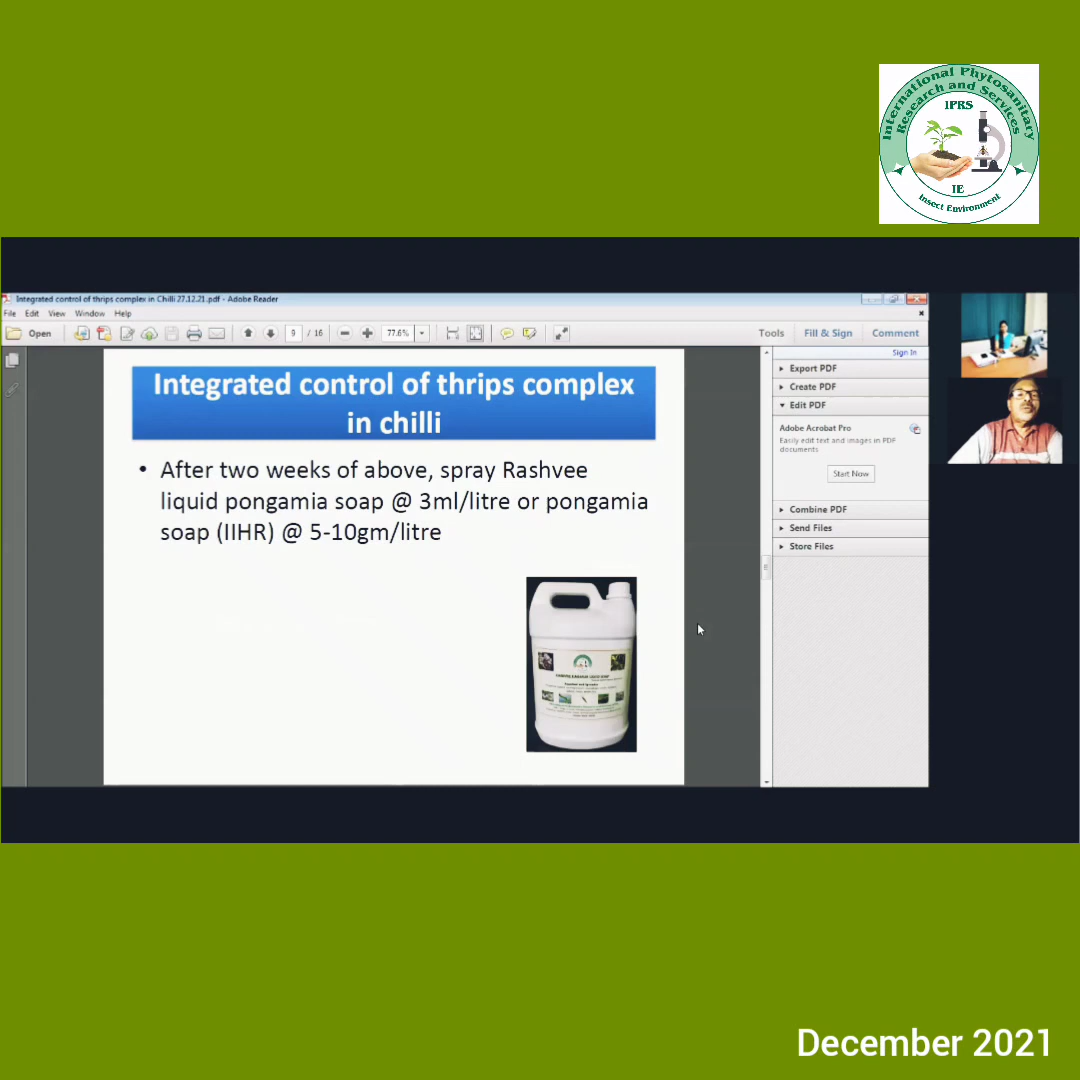 International Phytosanitary
Research and Services
IPRS
IE
Insect Environment
Integrated control of thrips complex in Chilli 27.12.21.pdf - Adobe Reader
File Edit View Window Help
Open
9 / 16
77.6%
Tools
Fill & Sign
Comment
Sign In
Export PDF
Create PDF
Edit PDF
Adobe Acrobat Pro
Easily edit text and images in PDF
documents
Start Now
Combine PDF
Send Files
Store Files
Integrated control of thrips complex
in chilli
• After two weeks of above, spray Rashvee
liquid pongamia soap @ 3ml/litre or pongamia
soap (IIHR) @ 5-10gm/litre
December 2021